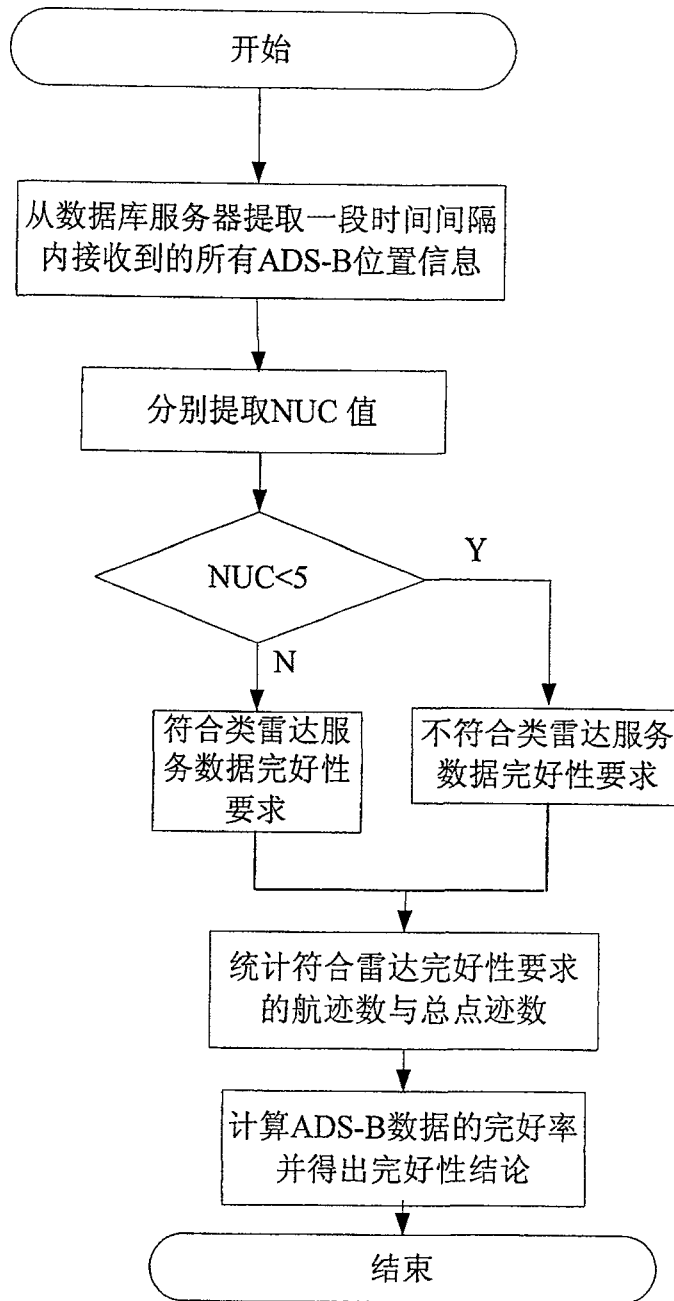 开始
从数据库服务器提取一段时间间隔
内接收到的所有ADS-B位置信息
分别提取NUC 值
NUC<5
Y
N
符合类雷达服
务数据完好性
要求
不符合类雷达服务
数据完好性要求
统计符合雷达完好性要求
的航迹数与总点迹数
计算ADS-B数据的完好率
并得出完好性结论
结束